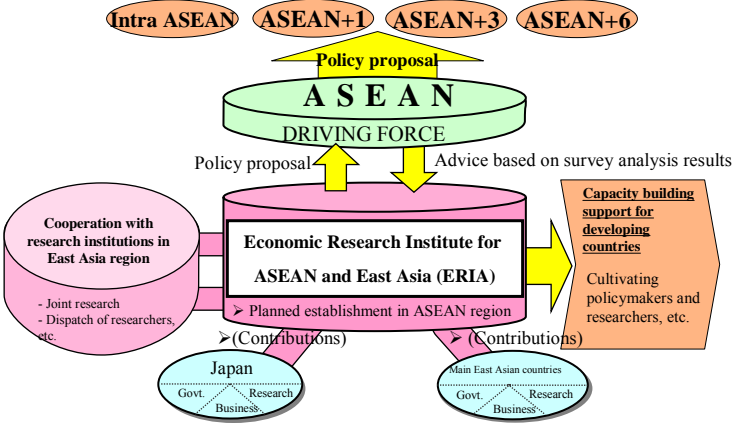 Intra ASEAN
ASEAN+1
ASEAN+3
ASEAN+6
Policy proposal
A S E A N
DRIVING FORCE
Policy proposal
Advice based on survey analysis results
Cooperation with
research institutions in
East Asia region
- Joint research
- Dispatch of researchers,
etc.
Economic Research Institute for
ASEAN and East Asia (ERIA)
➢ Planned establishment in ASEAN region
Capacity building
support for
developing
countries
Cultivating
policymakers and
researchers, etc.
➢(Contributions)
➢ (Contributions)
Japan
Govt.
Research
Business
Main East Asian countries
Govt.
Research
Business